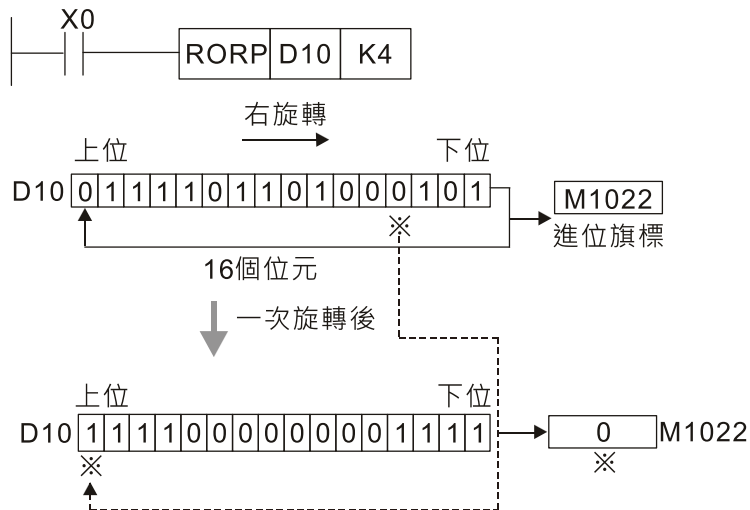 X0
RORP D10 K4
右旋轉
上位 下位
D10 0 1 1 1 1 0 1 1 0 1 0 0 0 1 0 1 M1022
※ 進位旗標
16個位元
一次旋轉後
上位 下位
D10 1 1 1 1 0 0 0 0 0 0 0 0 1 1 1 1 0 M1022
※ ※